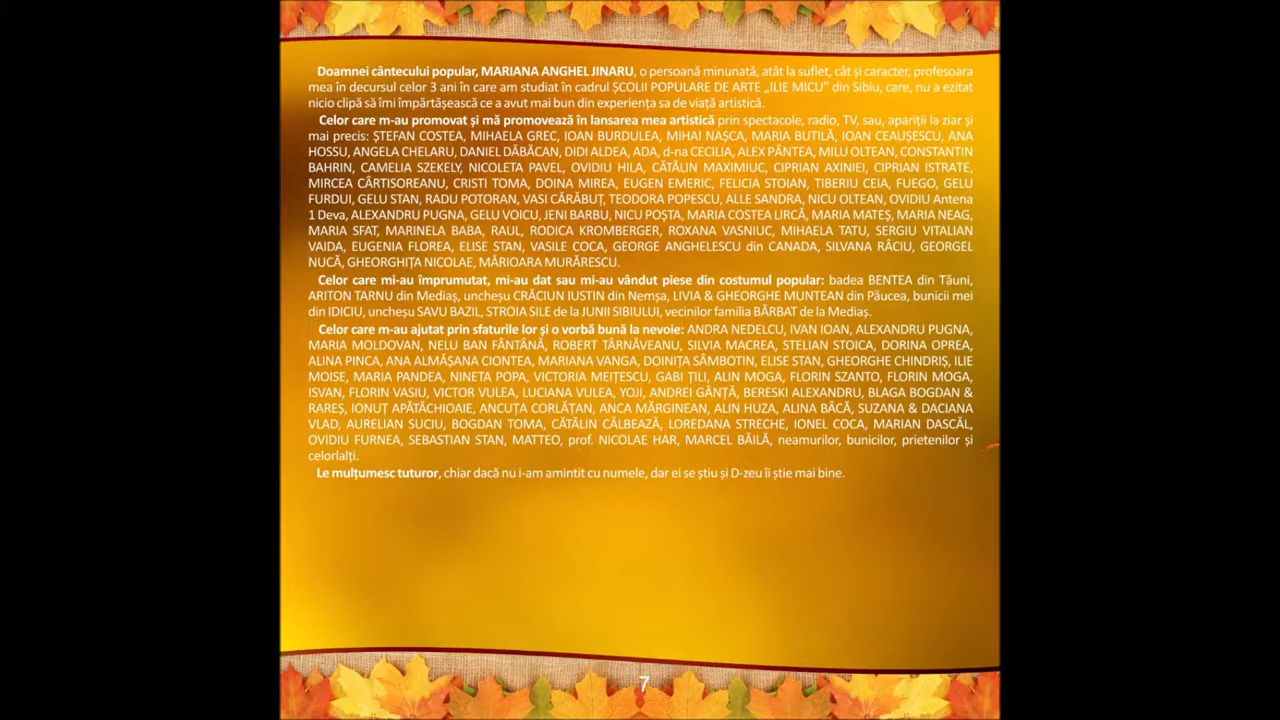 Doamnei cântecului popular, MARIANA ANGHEL JINARU, o persoană minunată, atât la suflet, cât și caracter, profesoara
mea în decursul celor 3 ani în care am studiat în cadrul ȘCOLII POPULARE DE ARTE „ILIE MICU” din Sibiu, care, nu a ezitat
nicio clipă să îmi împărtășească ce a avut mai bun din experiența sa de viață artistică.
Celor care m-au promovat și mă promovează în lansarea mea artistică prin spectacole, radio, TV, sau, apariții la ziar și
mai precis: ȘTEFAN COSTEA, MIHAELA GREC, IOAN BURDULEA, MIHAI NAȘCA, MARIA BUTILĂ, IOAN CEAUȘESCU, ANA
HOSSU, ANGELA CHELARU, DANIEL DĂBĂCAN, DIDI ALDEA, ADA, d-na CECILIA, ALEX PÂNTEA, MILU OLTEAN, CONSTANTIN
BAHRIN, CAMELIA SZEKELY, NICOLETA PAVEL, OVIDIU HILA, CĂTĂLIN MAXIMIUC, CIPRIAN AXINIEI, CIPRIAN ISTRATE,
MIRCEA CÂRTISOREANU, CRISTI TOMA, DOINA MIREA, EUGEN EMERIC, FELICIA STOIAN, TIBERIU CEIA, FUEGO, GELU
FURDUI, GELU STAN, RADU POTORAN, VASI CĂRĂBUȚ, TEODORA POPESCU, ALLE SANDRA, NICU OLTEAN, OVIDIU Antena
1 Deva, ALEXANDRU PUGNA, GELU VOICU, JENI BARBU, NICU POȘTA, MARIA COSTEA LIRCĂ, MARIA MATEȘ, MARIA NEAG,
MARIA SFAT, MARINELA BABA, RAUL, RODICA KROMBERGER, ROXANA VASNIUC, MIHAELA TATU, SERGIU VITALIAN
VAIDA, EUGENIA FLOREA, ELISE STAN, VASILE COCA, GEORGE ANGHELESCU din CANADA, SILVANA RÂCIU, GEORGEL
NUCĂ, GHEORGHIȚA NICOLAE, MĂRIOARA MURĂRESCU.
Celor care mi-au împrumutat, mi-au dat sau mi-au vândut piese din costumul popular: badea BENTEA din Tăuni,
ARITON TARNU din Mediaș, uncheșu CRĂCIUN IUSTIN din Nemșa, LIVIA & GHEORGHE MUNTEAN din Păucea, bunicii mei
din IDICIU, uncheșu SAVU BAZIL, STROIA SILE de la JUNII SIBIULUI, vecinilor familia BĂRBAT de la Mediaș.
Celor care m-au ajutat prin sfaturile lor și o vorbă bună la nevoie: ANDRA NEDELCU, IVAN IOAN, ALEXANDRU PUGNA,
MARIA MOLDOVAN, NELU BAN FÂNTÂNĂ, ROBERT TÂRNĂVEANU, SILVIA MACREA, STELIAN STOICA, DORINA OPREA,
ALINA PINCA, ANA ALMĂȘANA CIONTEA, MARIANA VANGA, DOINIȚA SÂMBOTIN, ELISE STAN, GHEORGHE CHINDRIȘ, ILIE
MOISE, MARIA PANDEA, NINETA POPA, VICTORIA MEIȚESCU, GABI ȚILI, ALIN MOGA, FLORIN SZANTO, FLORIN MOGA,
ISVAN, FLORIN VASIU, VICTOR VULEA, LUCIANA VULEA, YOJI, ANDREI GÂNȚĂ, BERESKI ALEXANDRU, BLAGA BOGDAN &
RAREȘ, IONUȚ APĂTĂCHIOAIE, ANCUȚA CORLĂȚAN, ANCA MĂRGINEAN, ALIN HUZA, ALINA BÂCĂ, SUZANA & DACIANA
VLAD, AURELIAN SUCIU, BOGDAN TOMA, CĂTĂLIN CĂLBEAZĂ, LOREDANA STRECHE, IONEL COCA, MARIAN DASCĂL,
OVIDIU FURNEA, SEBASTIAN STAN, MATTEO, prof. NICOLAE HAR, MARCEL BĂILĂ, neamurilor, bunicilor, prietenilor și
celorlalți.
Le mulțumesc tuturor, chiar dacă nu i-am amintit cu numele, dar ei se știu și D-zeu îi știe mai bine.
7